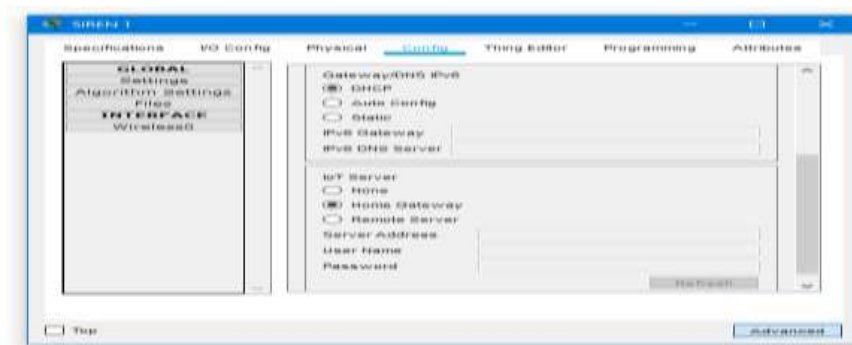 SIREN 1
Specifications I/O Config Physical Config Thing Editor Programming Attributes
GLOBAL
Settings
Algorithm Settings
Files
INTERFACE
Wireless0
Gateway/DNS IPv6
DHCP
Auto Config
Static
IPv6 Gateway
IPv6 DNS Server
IoT Server
None
Home Gateway
Remote Server
Server Address
User Name
Password
Refresh
Top
Advanced